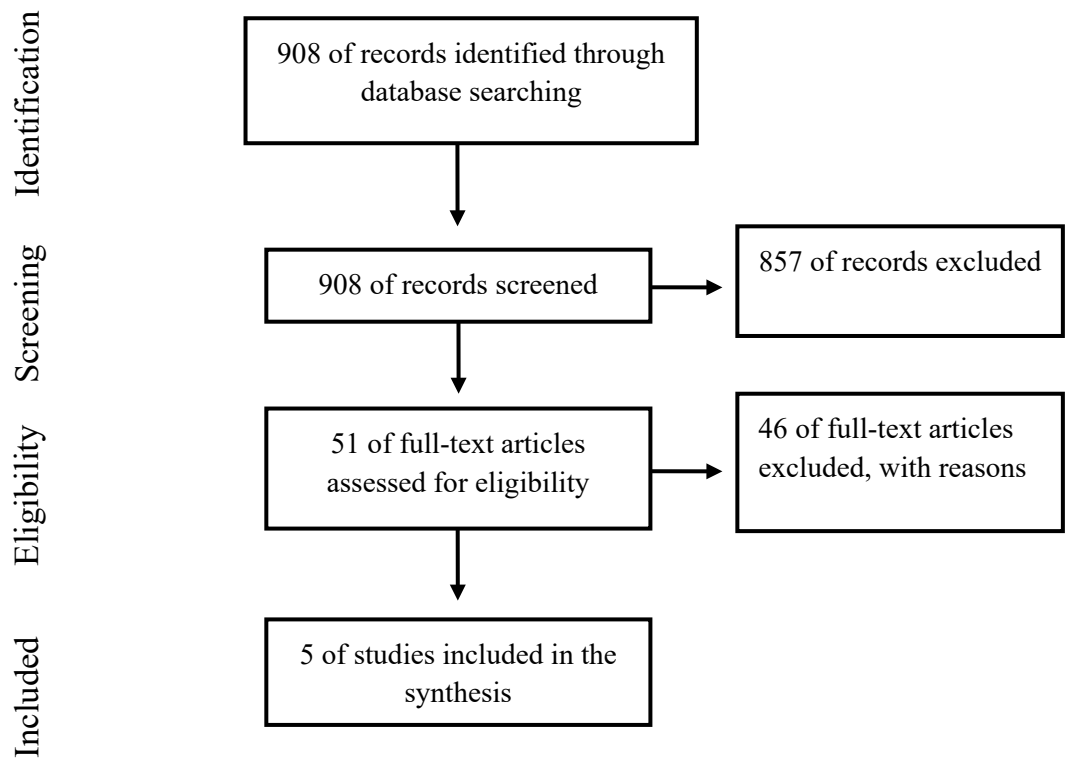 Identification
908 of records identified through
database searching
Screening
908 of records screened
857 of records excluded
Eligibility
51 of full-text articles
assessed for eligibility
46 of full-text articles
excluded, with reasons
Included
5 of studies included in the
synthesis